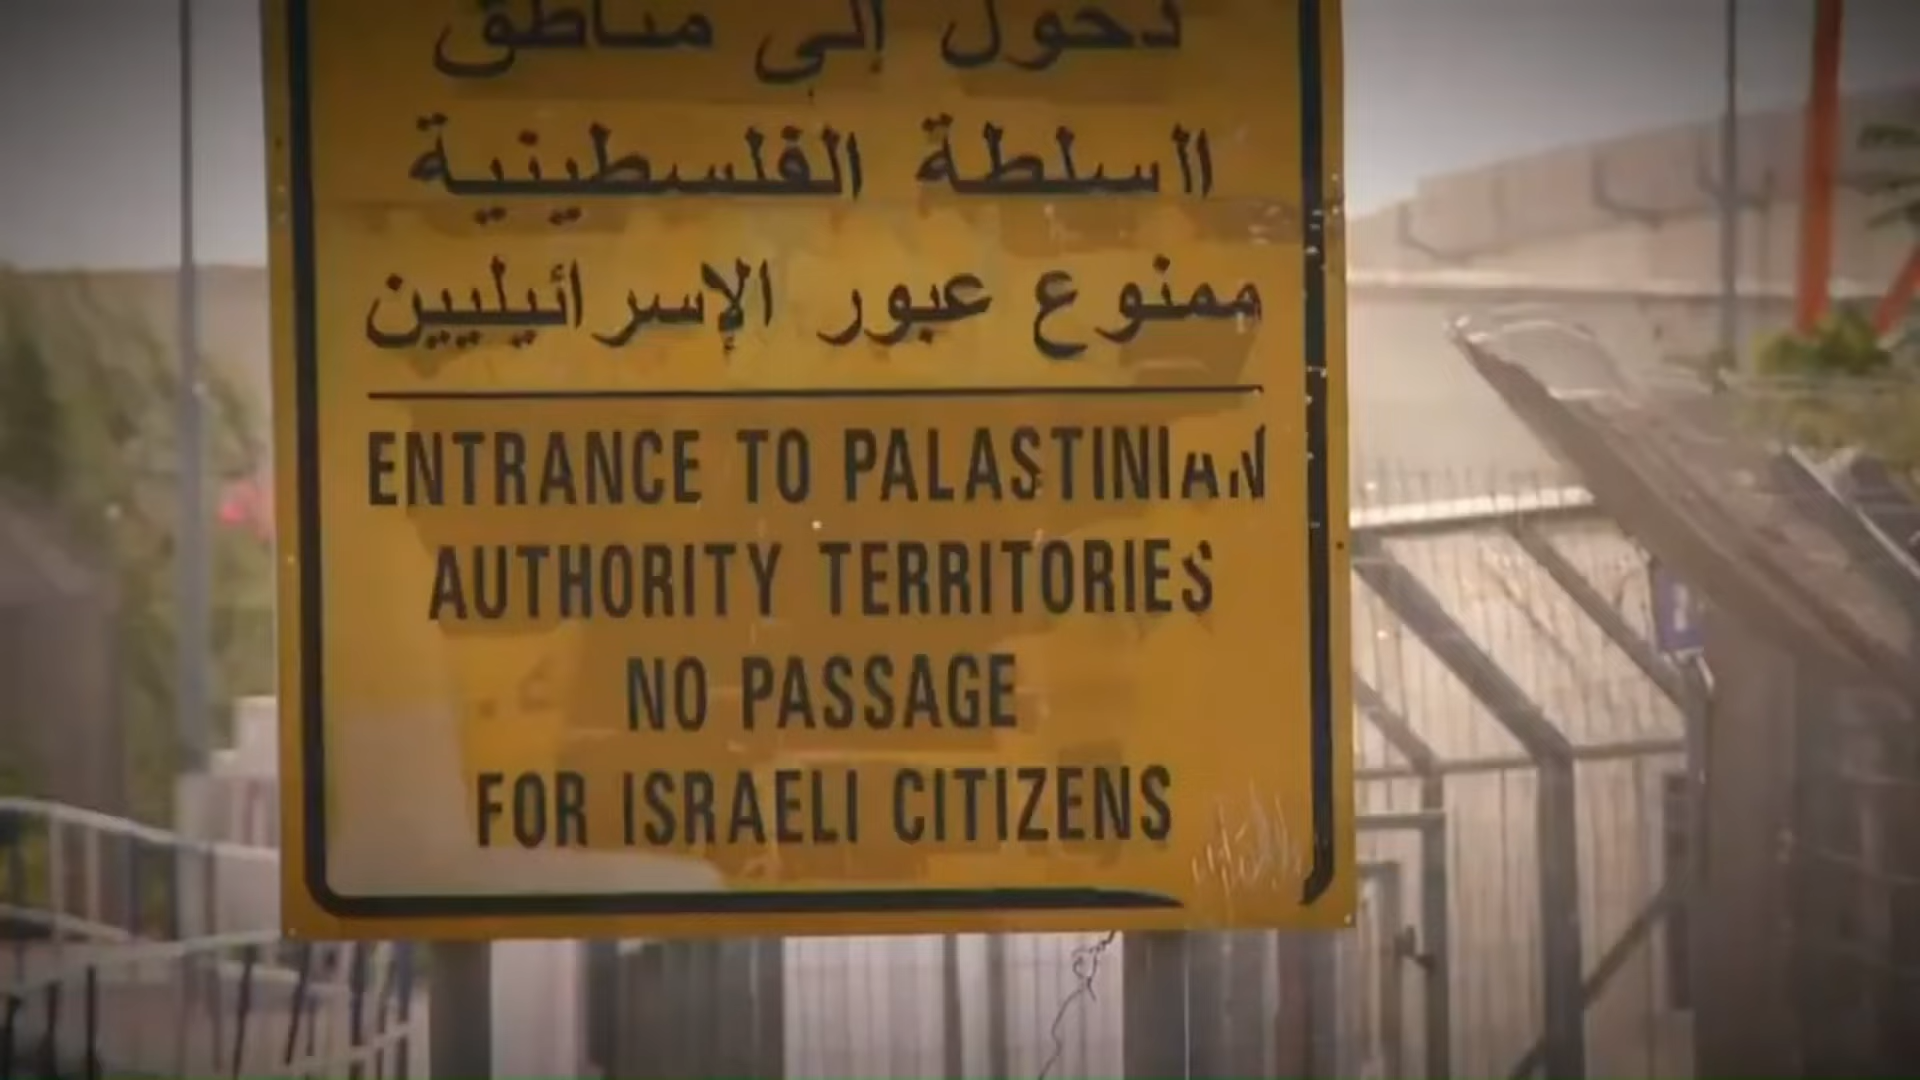 دخول إلى مناطق
السلطة الفلسطينية
ممنوع عبور الإسرائيليين
ENTRANCE TO PALASTINIAN
AUTHORITY TERRITORIES
NO PASSAGE
FOR ISRAELI CITIZENS